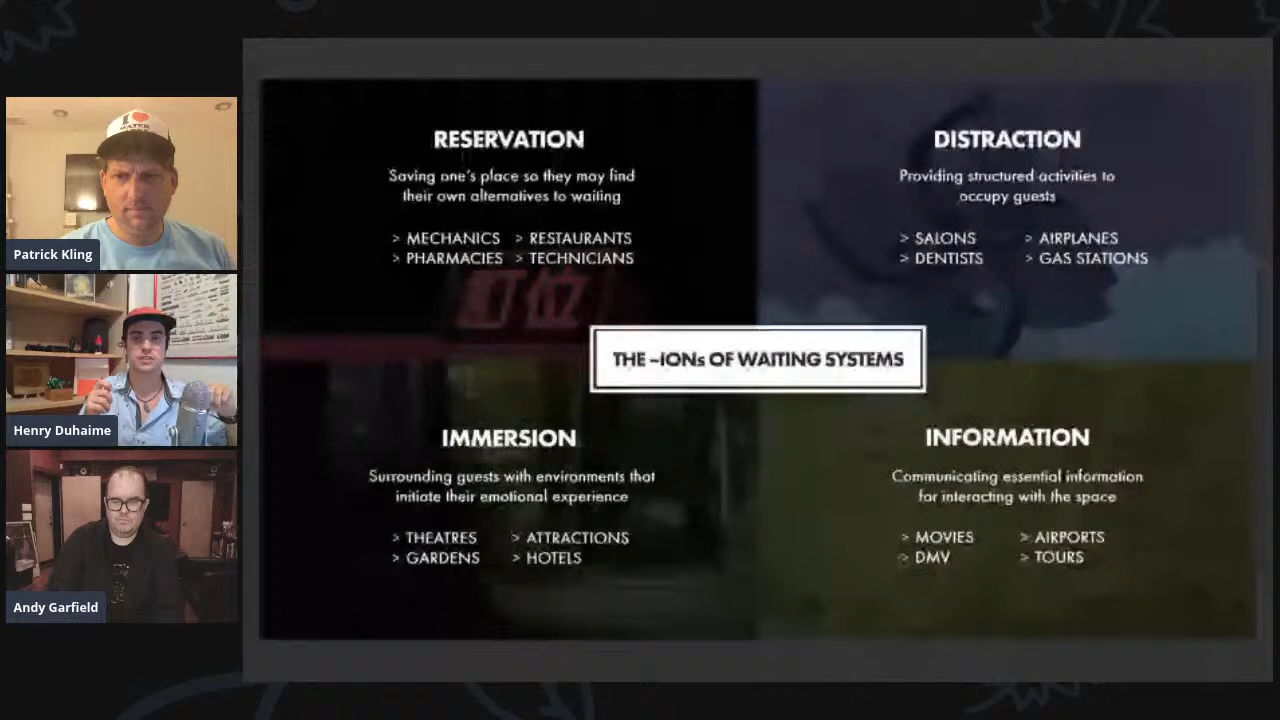 I ❤
WATER
Patrick Kling
Henry Duhaime
Andy Garfield
RESERVATION
Saving one's place so they may find
their own alternatives to waiting
> MECHANICS > RESTAURANTS
> PHARMACIES > TECHNICIANS
DISTRACTION
Providing structured activities to
occupy guests
> SALONS > AIRPLANES
> DENTISTS > GAS STATIONS
訂位
THE –IONs OF WAITING SYSTEMS
IMMERSION
Surrounding guests with environments that
initiate their emotional experience
> THEATRES > ATTRACTIONS
> GARDENS > HOTELS
INFORMATION
Communicating essential information
for interacting with the space
> MOVIES > AIRPORTS
> DMV > TOURS